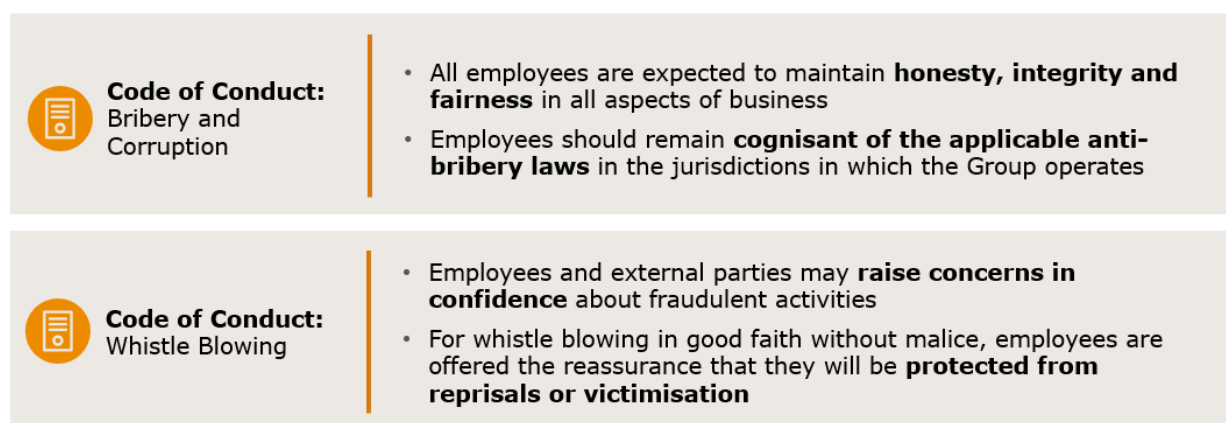 Code of Conduct:
Bribery and
Corruption
• All employees are expected to maintain honesty, integrity and
fairness in all aspects of business
• Employees should remain cognisant of the applicable anti-
bribery laws in the jurisdictions in which the Group operates
Code of Conduct:
Whistle Blowing
• Employees and external parties may raise concerns in
confidence about fraudulent activities
• For whistle blowing in good faith without malice, employees are
offered the reassurance that they will be protected from
reprisals or victimisation